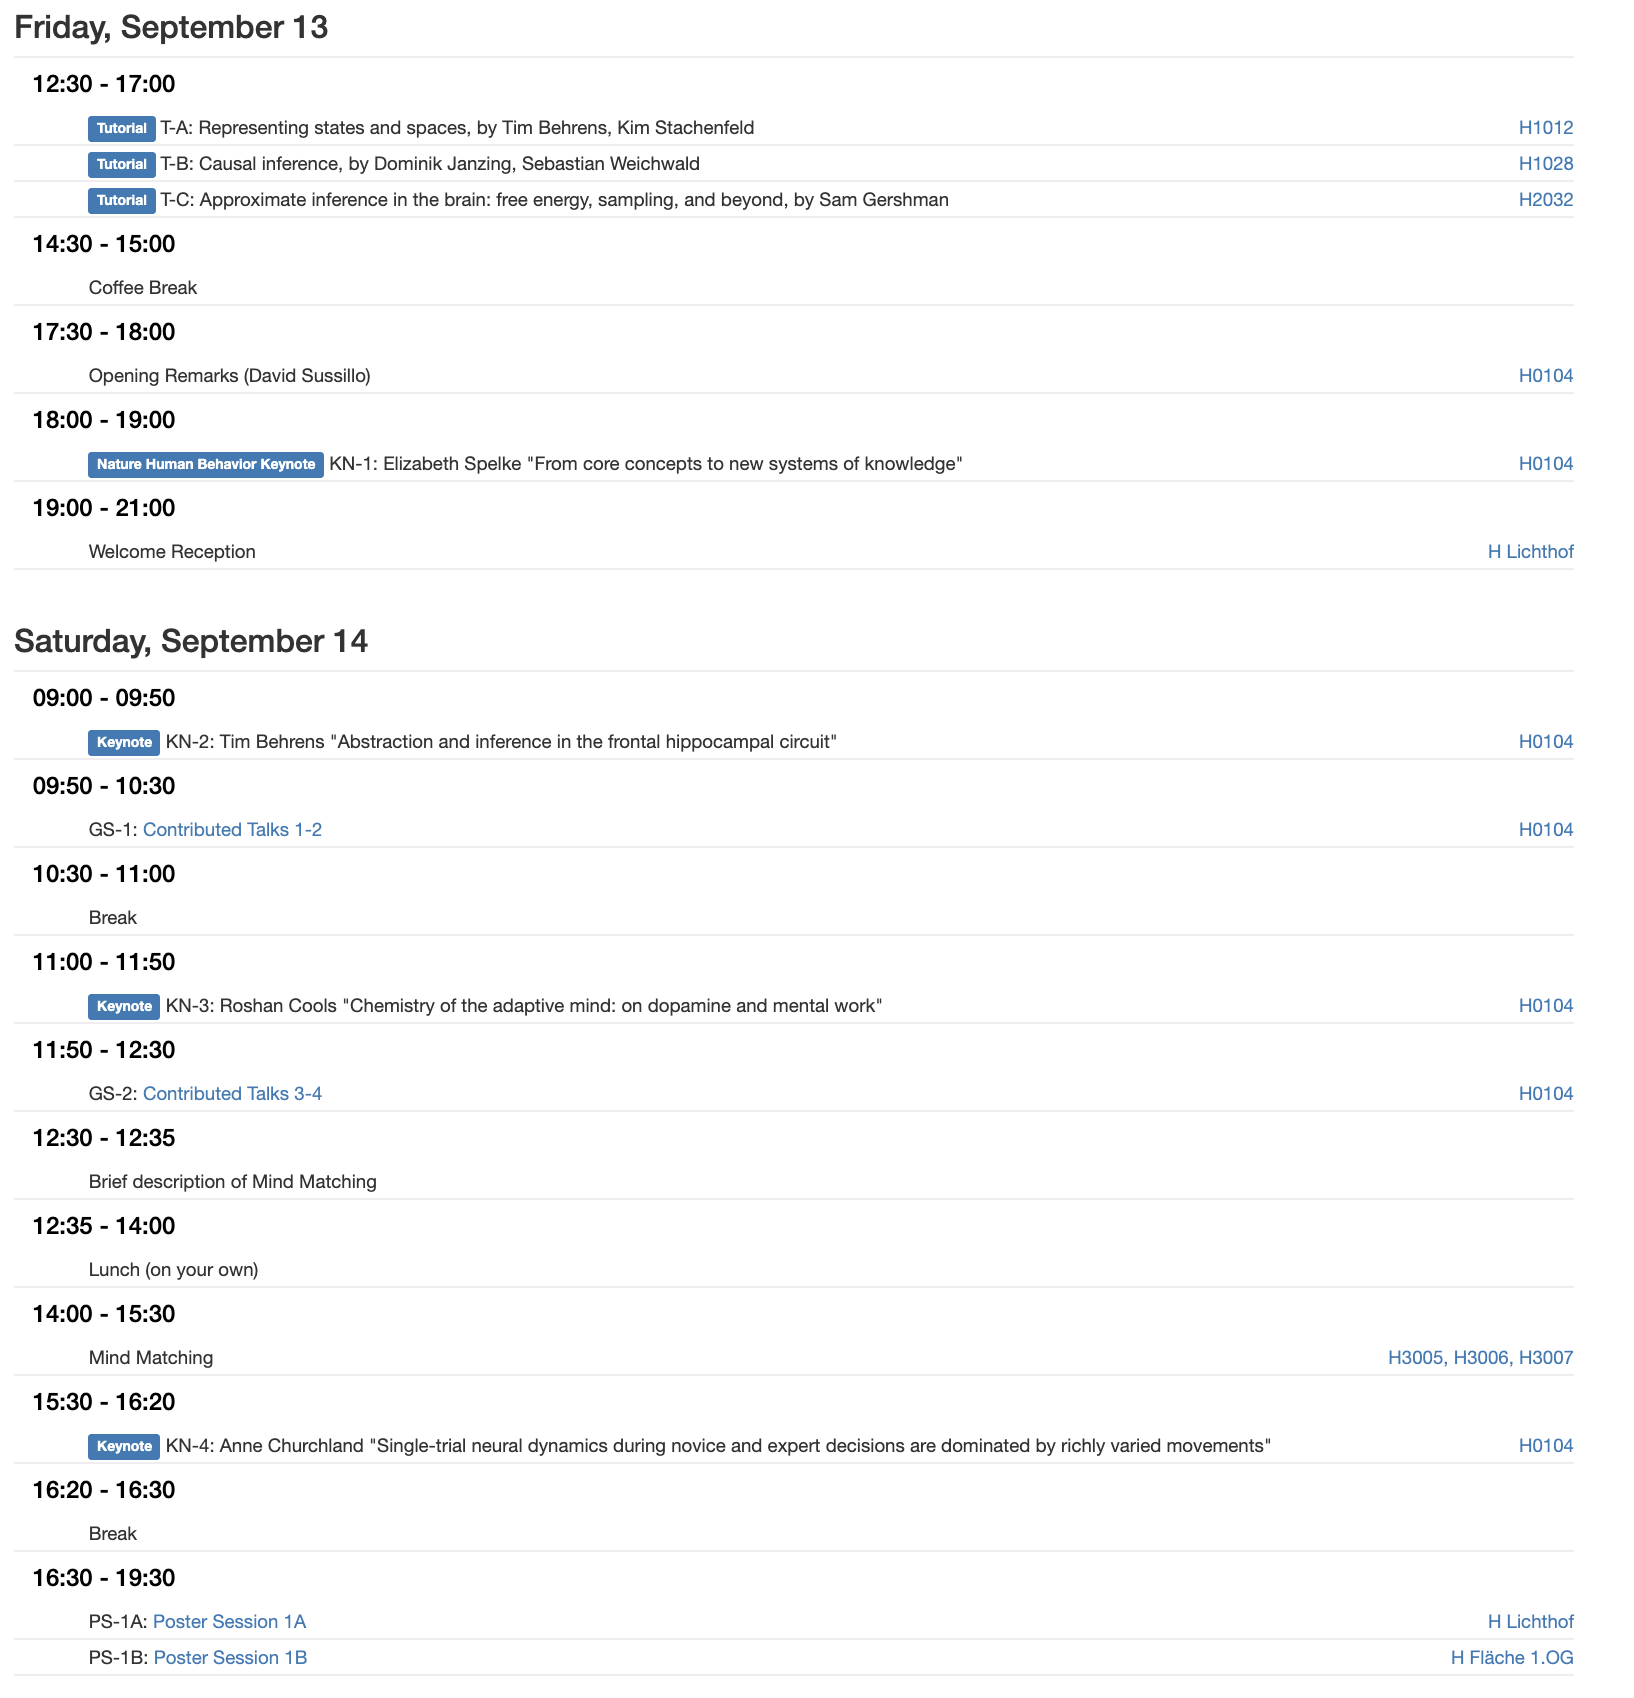 Friday, September 13
12:30 - 17:00
Tutorial T-A: Representing states and spaces, by Tim Behrens, Kim Stachenfeld H1012
Tutorial T-B: Causal inference, by Dominik Janzing, Sebastian Weichwald H1028
Tutorial T-C: Approximate inference in the brain: free energy, sampling, and beyond, by Sam Gershman H2032
14:30 - 15:00
Coffee Break
17:30 - 18:00
Opening Remarks (David Sussillo) H0104
18:00 - 19:00
Nature Human Behavior Keynote KN-1: Elizabeth Spelke "From core concepts to new systems of knowledge" H0104
19:00 - 21:00
Welcome Reception H Lichthof
Saturday, September 14
09:00 - 09:50
Keynote KN-2: Tim Behrens "Abstraction and inference in the frontal hippocampal circuit" H0104
09:50 - 10:30
GS-1: Contributed Talks 1-2 H0104
10:30 - 11:00
Break
11:00 - 11:50
Keynote KN-3: Roshan Cools "Chemistry of the adaptive mind: on dopamine and mental work" H0104
11:50 - 12:30
GS-2: Contributed Talks 3-4 H0104
12:30 - 12:35
Brief description of Mind Matching
12:35 - 14:00
Lunch (on your own)
14:00 - 15:30
Mind Matching H3005, H3006, H3007
15:30 - 16:20
Keynote KN-4: Anne Churchland "Single-trial neural dynamics during novice and expert decisions are dominated by richly varied movements" H0104
16:20 - 16:30
Break
16:30 - 19:30
PS-1A: Poster Session 1A H Lichthof
PS-1B: Poster Session 1B H Fläche 1.OG